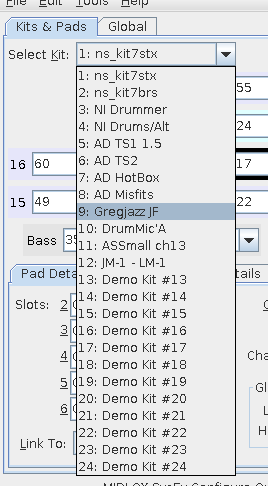 File Edit Tools Help
Kits & Pads Global
Select Kit: 1: ns_kit7stx
1: ns_kit7stx
2: ns_kit7brs
55
3: NI Drummer
4: NI Drums/Alt
24
5: AD TS1 1.5
6: AD TS2
16 60 17
7: AD HotBox
8: AD Misfits
15 49 22
9: Gregjazz JF
10: DrumMic'A
Bass
11: ASSmall ch13
12: JM-1 - LM-1
Pad Deta tails
13: Demo Kit #13
14: Demo Kit #14
Slots: 2
15: Demo Kit #15
3
16: Demo Kit #16
17: Demo Kit #17
4 Cha
18: Demo Kit #18
19: Demo Kit #19
5 Gl
20: Demo Kit #20
6 L
21: Demo Kit #21
22: Demo Kit #22
H
Link To:
23: Demo Kit #23
24: Demo Kit #24